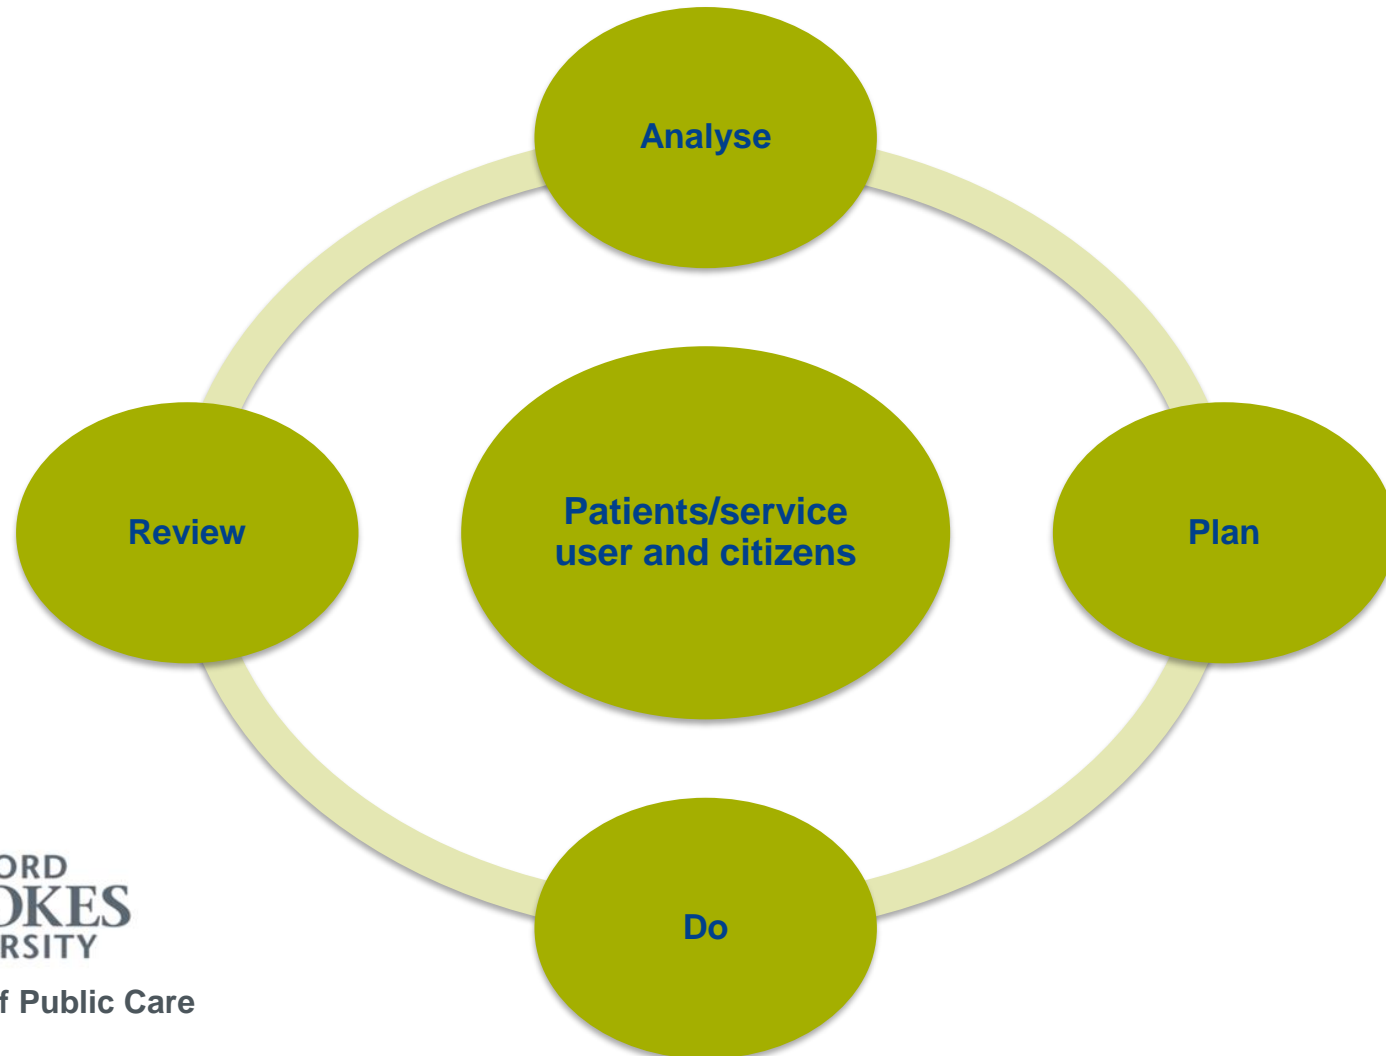 Analyse
Review
Patients/service
user and citizens
Plan
Do
ORD
OKES
RSITY
f Public Care